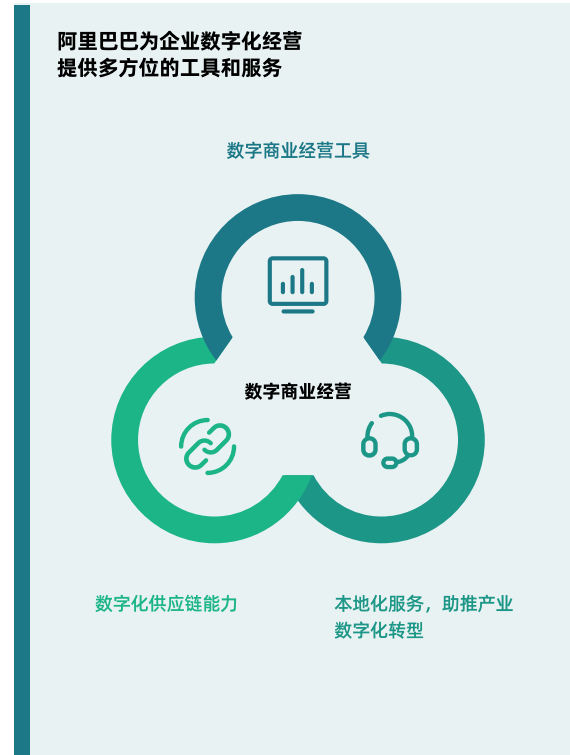 阿里巴巴为企业数字化经营
提供多方位的工具和服务
数字商业经营工具
数字商业经营
数字化供应链能力
本地化服务，助推产业
数字化转型